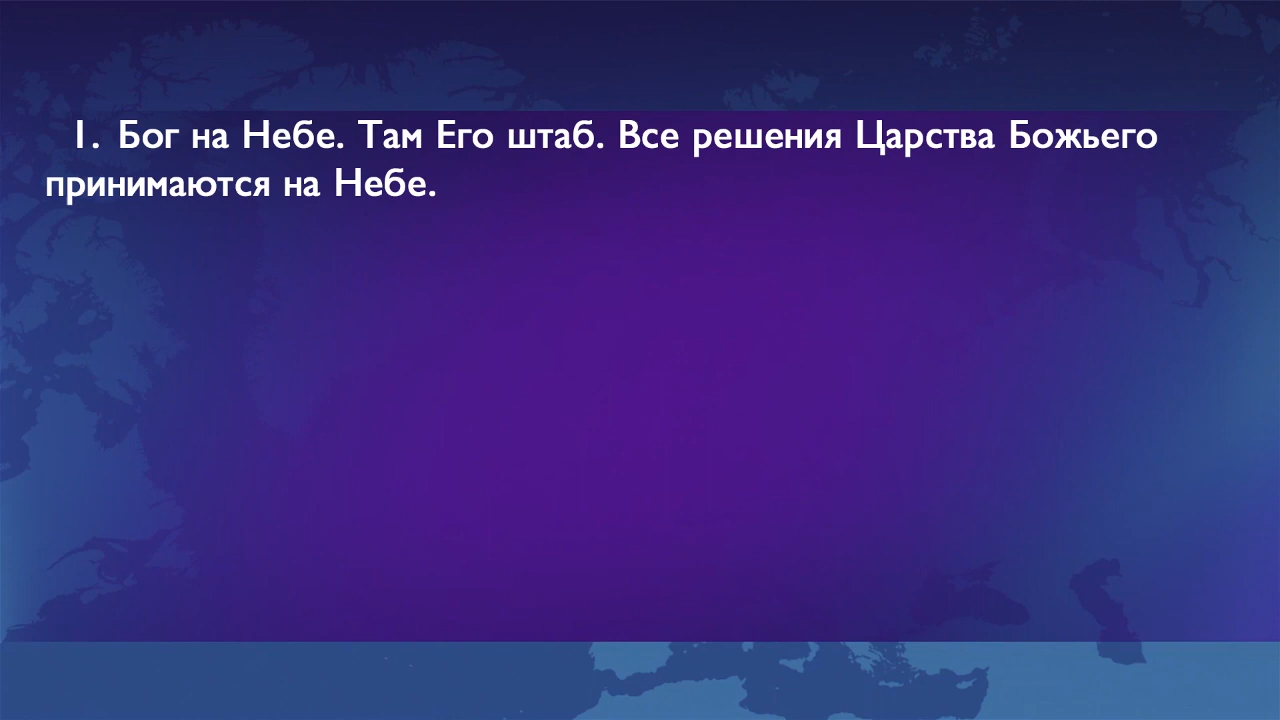 1. Бог на Небе. Там Его штаб. Все решения Царства Божьего
принимаются на Небе.